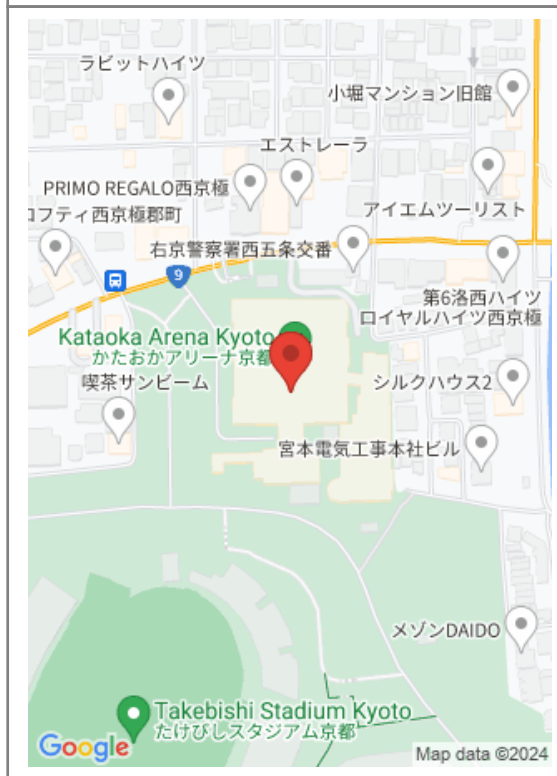 ラビットハイツ
小堀マンション旧館
エストレーラ
PRIMO REGALO西京極
アイエムツーリスト
ロフティ西京極郡町
右京警察署西五条交番
9
第6洛西ハイツ
ロイヤルハイツ西京極
Kataoka Arena Kyoto
かたおかアリーナ京都
喫茶サンビーム
シルクハウス2
宮本電気工事本社ビル
メゾンDAIDO
Takebishi Stadium Kyoto
たけびしスタジアム京都
Google
Map data ©2024